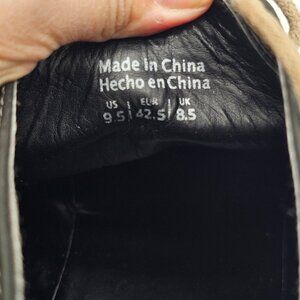 Made in China
Hecho en China
US | EUR | UK
9.5 | 42.5 | 8.5